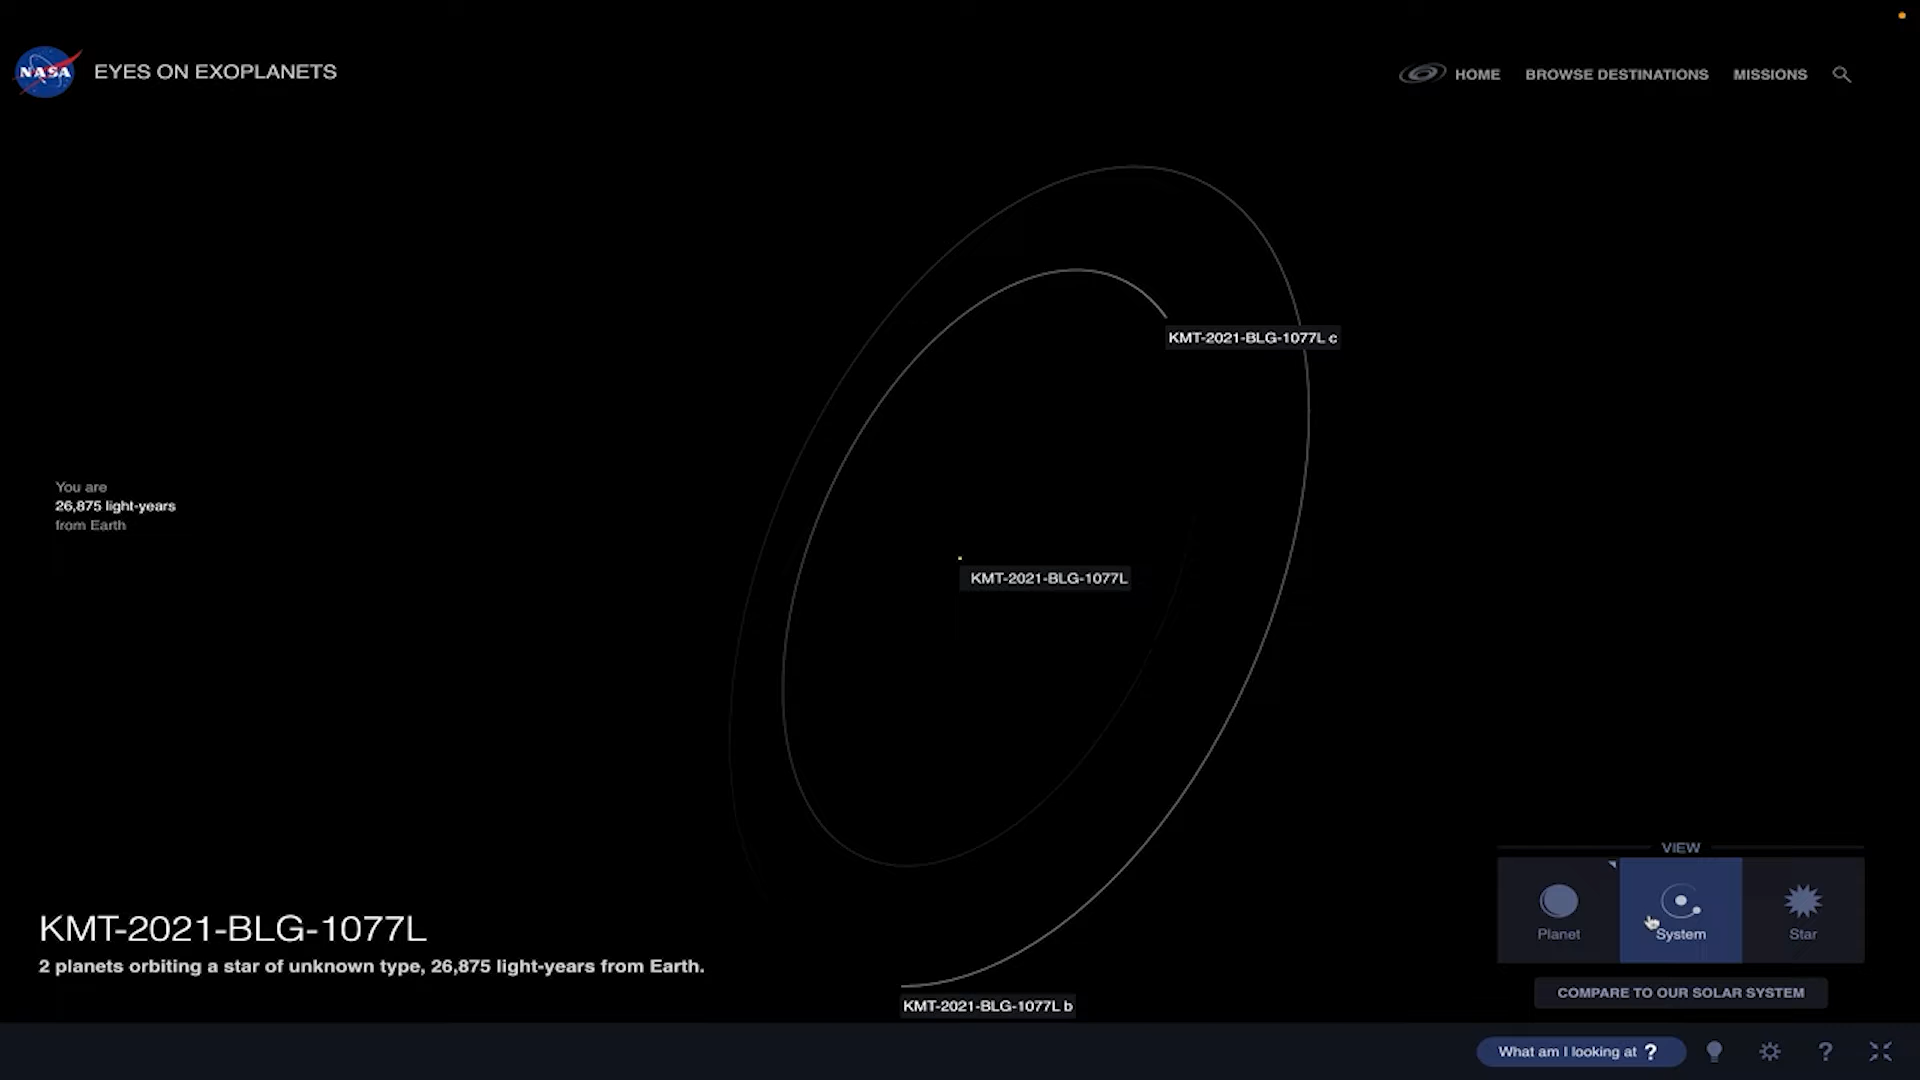 NASA
EYES ON EXOPLANETS
HOME
BROWSE DESTINATIONS
MISSIONS
KMT-2021-BLG-1077L c
You are
26,875 light-years
from Earth
KMT-2021-BLG-1077L
VIEW
Planet
System
Star
KMT-2021-BLG-1077L
2 planets orbiting a star of unknown type, 26,875 light-years from Earth.
COMPARE TO OUR SOLAR SYSTEM
KMT-2021-BLG-1077L b
What am I looking at ?
?